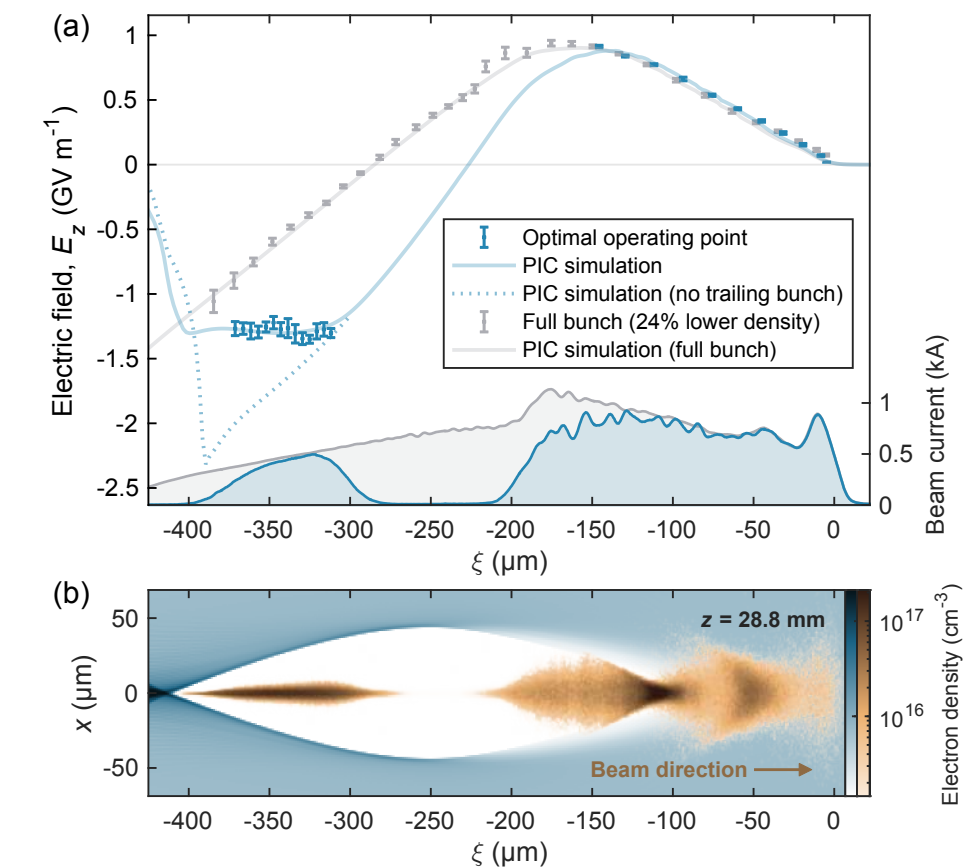 (a)
1
0.5
0
-0.5
-1
-1.5
-2
-2.5
Electric field, E_z (GV m⁻¹)
Optimal operating point
PIC simulation
PIC simulation (no trailing bunch)
Full bunch (24% lower density)
PIC simulation (full bunch)
1
0.5
0
Beam current (kA)
-400 -350 -300 -250 -200 -150 -100 -50 0
ξ (μm)
(b)
50
0
-50
x (μm)
z = 28.8 mm
Beam direction
10¹⁷
10¹⁶
Electron density (cm⁻³)
-400 -350 -300 -250 -200 -150 -100 -50 0
ξ (μm)